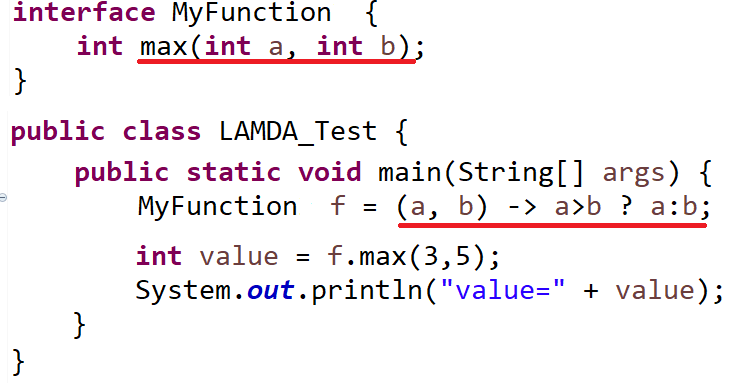 interface MyFunction {
int max(int a, int b);
}
public class LAMDA_Test {
public static void main(String[] args) {
MyFunction f = (a, b) -> a>b ? a:b;
int value = f.max(3,5);
System.out.println("value=" + value);
}
}